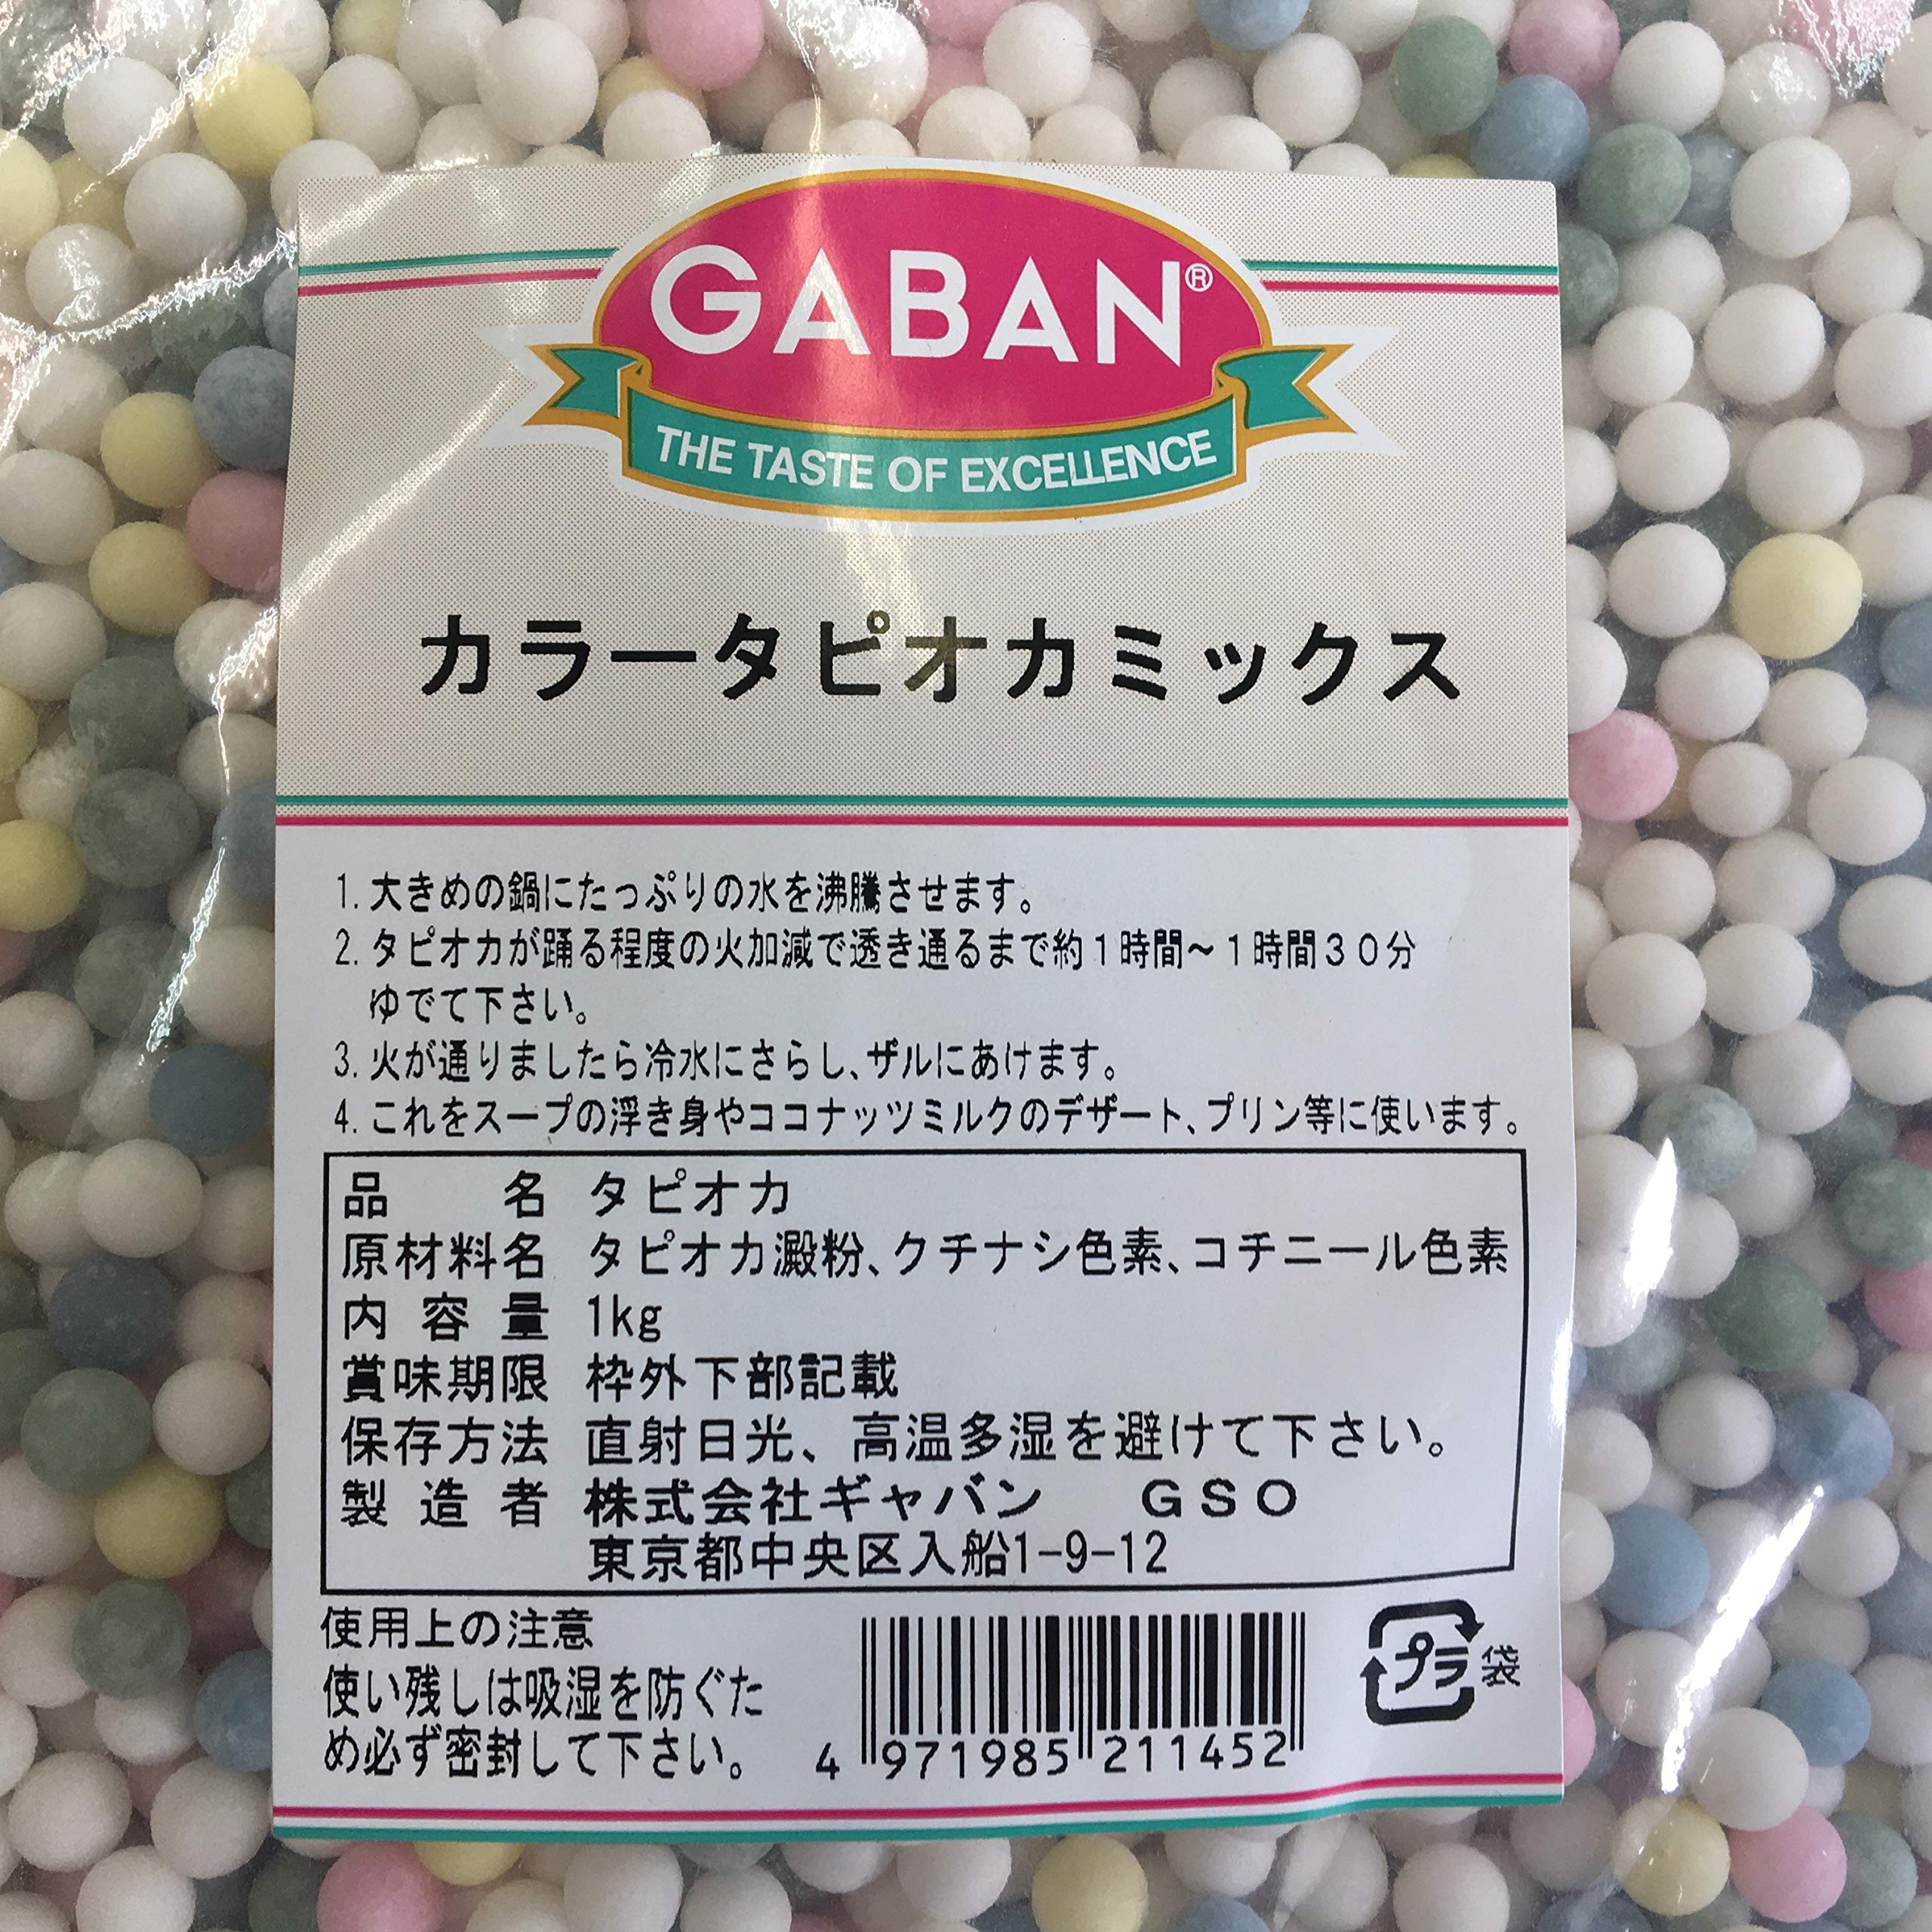 GABAN®
THE TASTE OF EXCELLENCE
カラータピオカミックス
1. 大きめの鍋にたっぷりの水を沸騰させます。
2. タピオカが踊る程度の火加減で透き通るまで約1時間～1時間30分
ゆでて下さい。
3. 火が通りましたら冷水にさらし、ザルにあけます。
4. これをスープの浮き身やココナッツミルクのデザート、プリン等に使います。
品名 タピオカ
原材料名 タピオカ澱粉、クチナシ色素、コチニール色素
内容量 1kg
賞味期限 枠外下部記載
保存方法 直射日光、高温多湿を避けて下さい。
製造者 株式会社ギャバン GSO
東京都中央区入船1-9-12
使用上の注意
使い残しは吸湿を防ぐた
め必ず密封して下さい。
4 971985 211452
プラ 袋